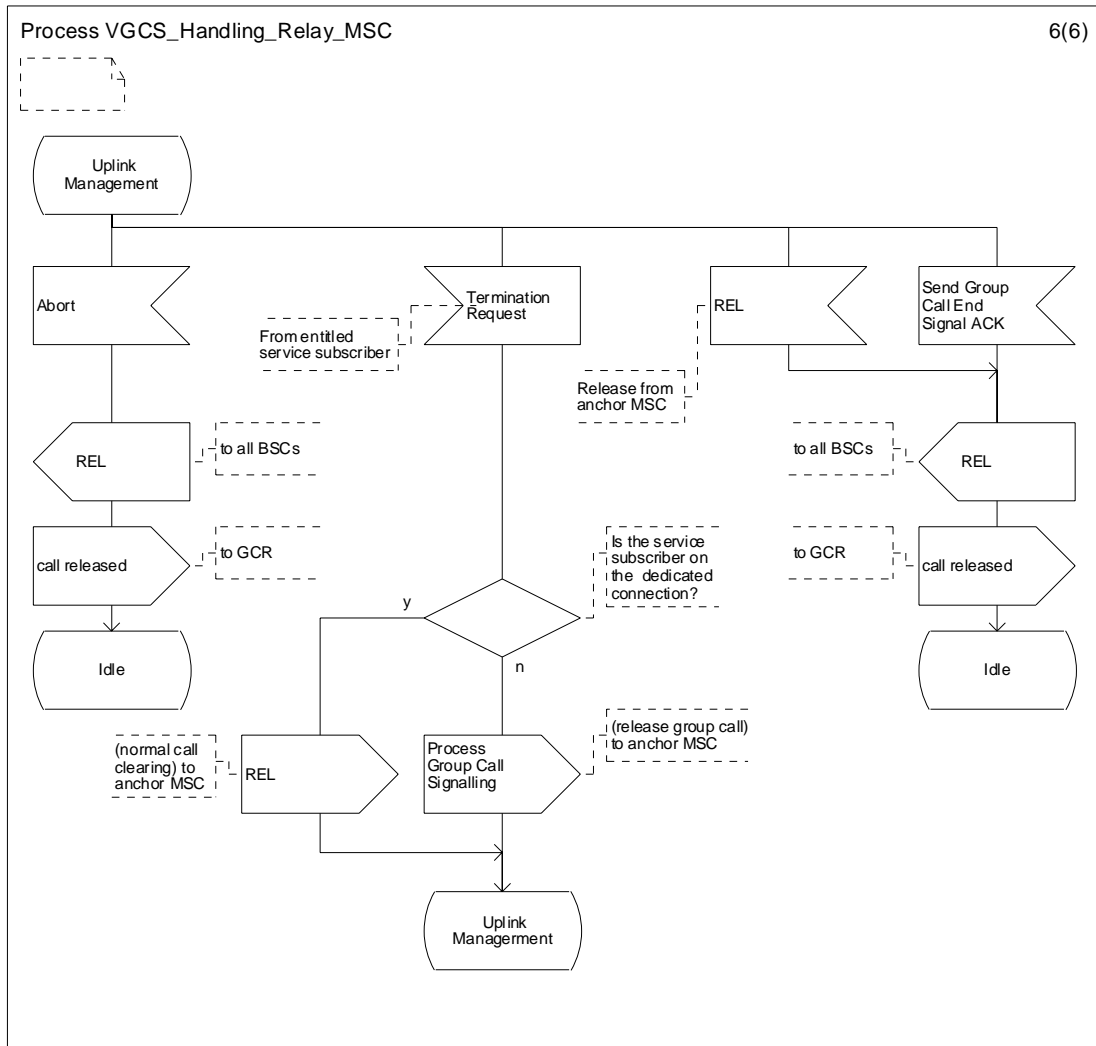 Process VGCS_Handling_Relay_MSC
6(6)
Uplink
Management
Abort
Termination
Request
From entitled
service subscriber
REL
Release from
anchor MSC
Send Group
Call End
Signal ACK
REL
to all BSCs
to all BSCs
REL
call released
to GCR
Is the service
subscriber on
the dedicated
connection?
to GCR
call released
y
n
Idle
Idle
(normal call
clearing) to
anchor MSC
REL
Process
Group Call
Signalling
(release group call)
to anchor MSC
Uplink
Managerment